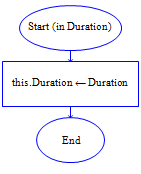 Start (in Duration)
this.Duration ← Duration
End